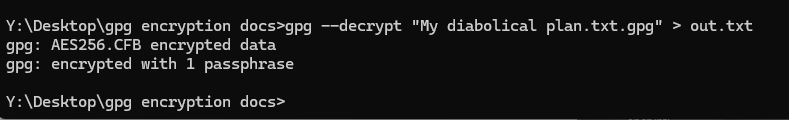 Y:\Desktop\gpg encryption docs>gpg --decrypt "My diabolical plan.txt.gpg" > out.txt
gpg: AES256.CFB encrypted data
gpg: encrypted with 1 passphrase
Y:\Desktop\gpg encryption docs>